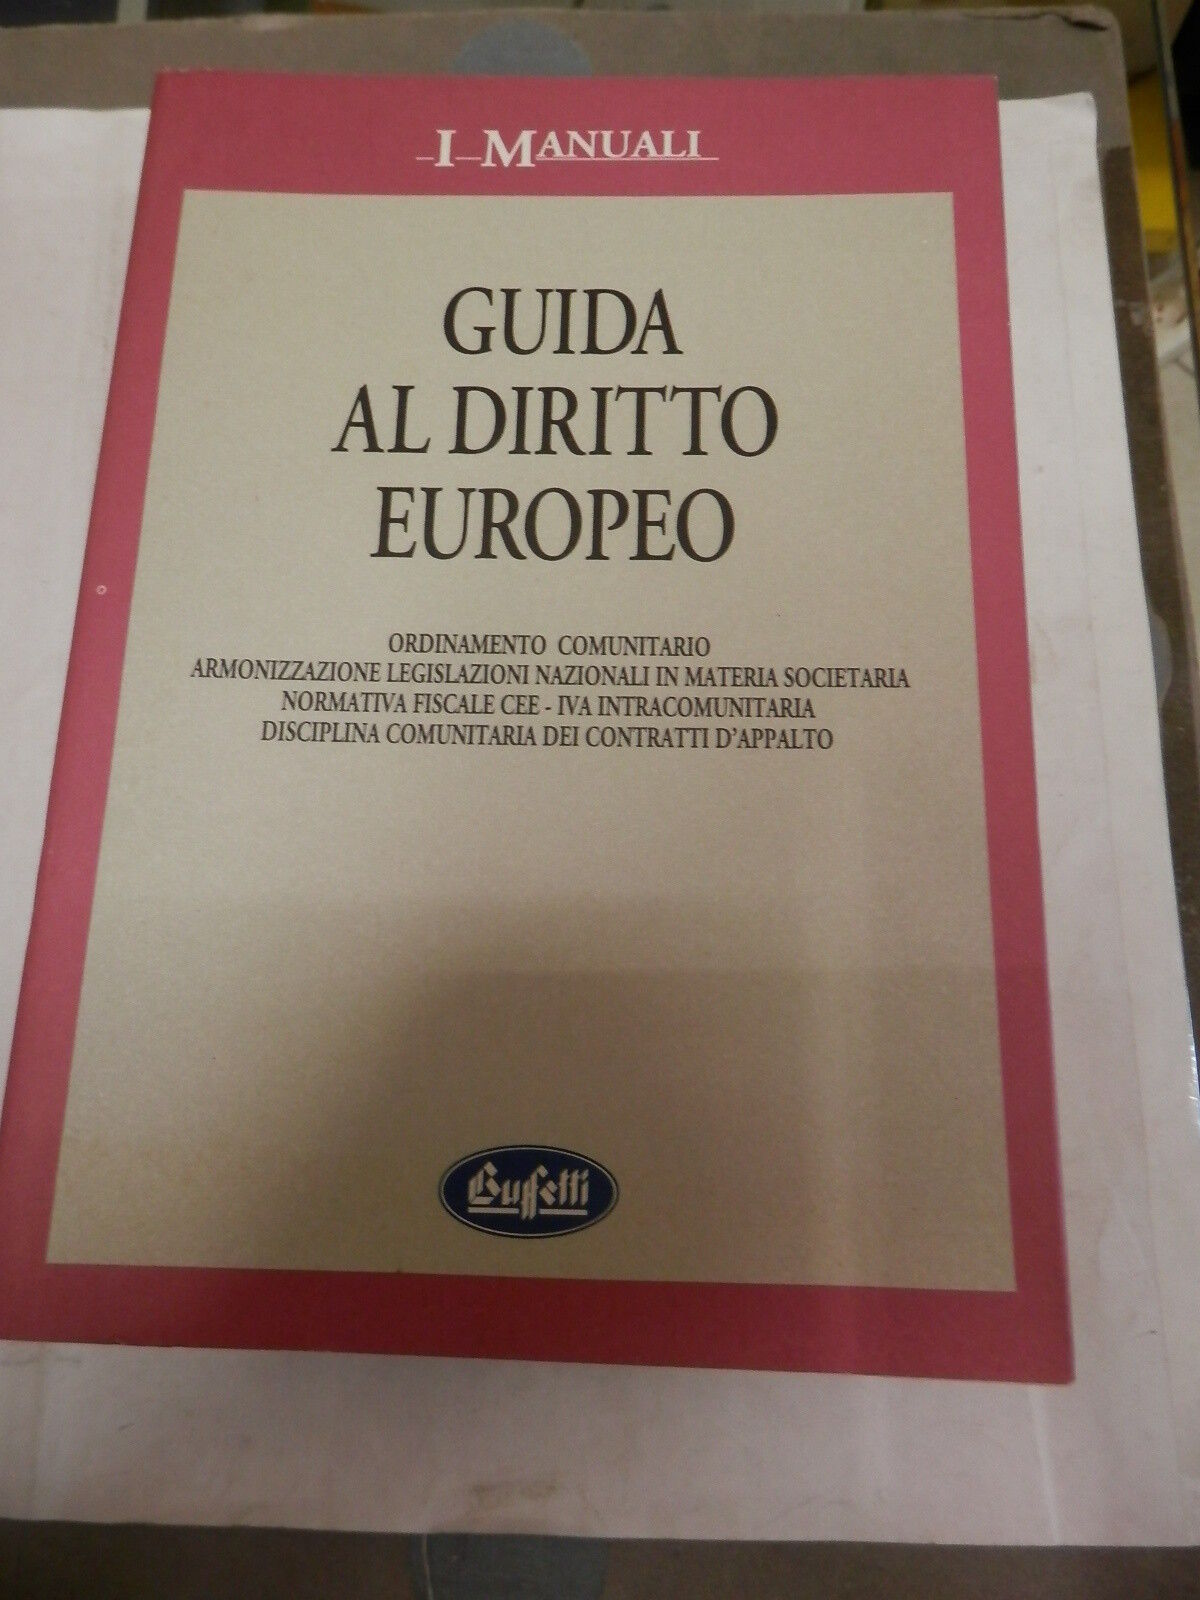 I MANUALI
GUIDA
AL DIRITTO
EUROPEO
ORDINAMENTO COMUNITARIO
ARMONIZZAZIONE LEGISLAZIONI NAZIONALI IN MATERIA SOCIETARIA
NORMATIVA FISCALE CEE - IVA INTRACOMUNITARIA
DISCIPLINA COMUNITARIA DEI CONTRATTI D'APPALTO
Buffetti